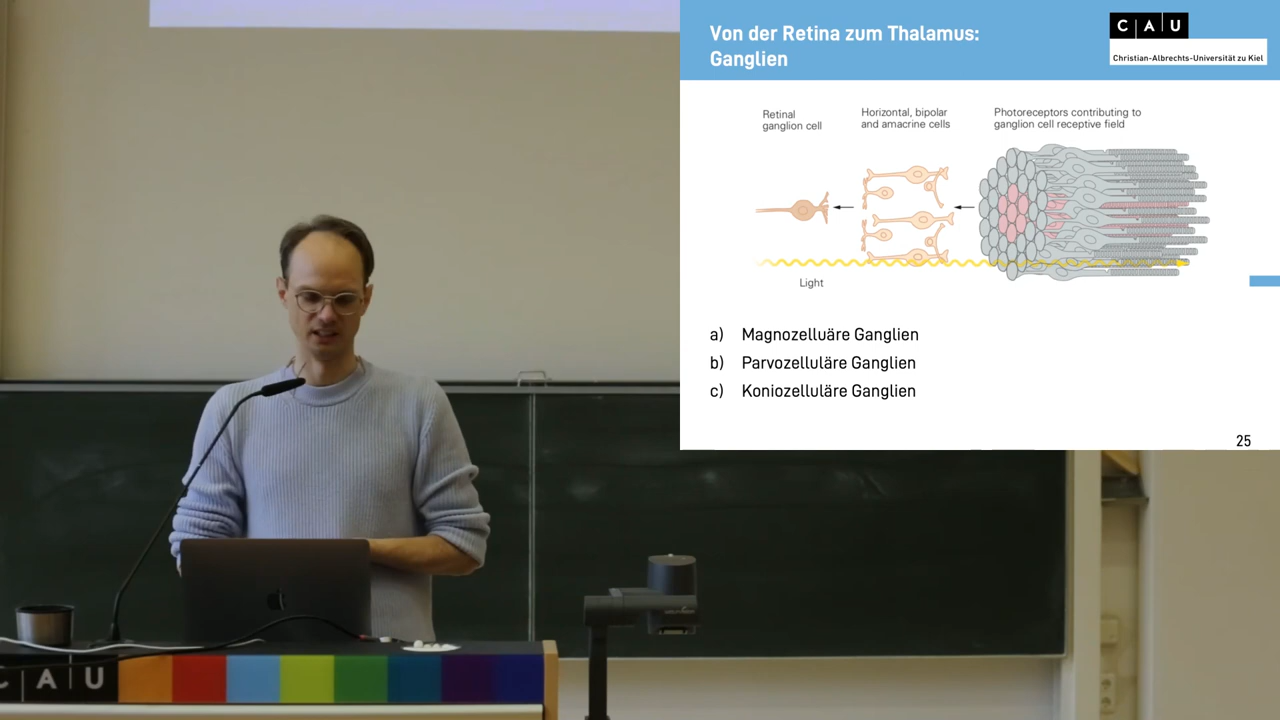 Von der Retina zum Thalamus:
Ganglien
C A U
Christian-Albrechts-Universität zu Kiel
Retinal
ganglion cell
Horizontal, bipolar
and amacrine cells
Photoreceptors contributing to
ganglion cell receptive field
Light
a) Magnozelluäre Ganglien
b) Parvozelluläre Ganglien
c) Koniozelluläre Ganglien
25
C A U